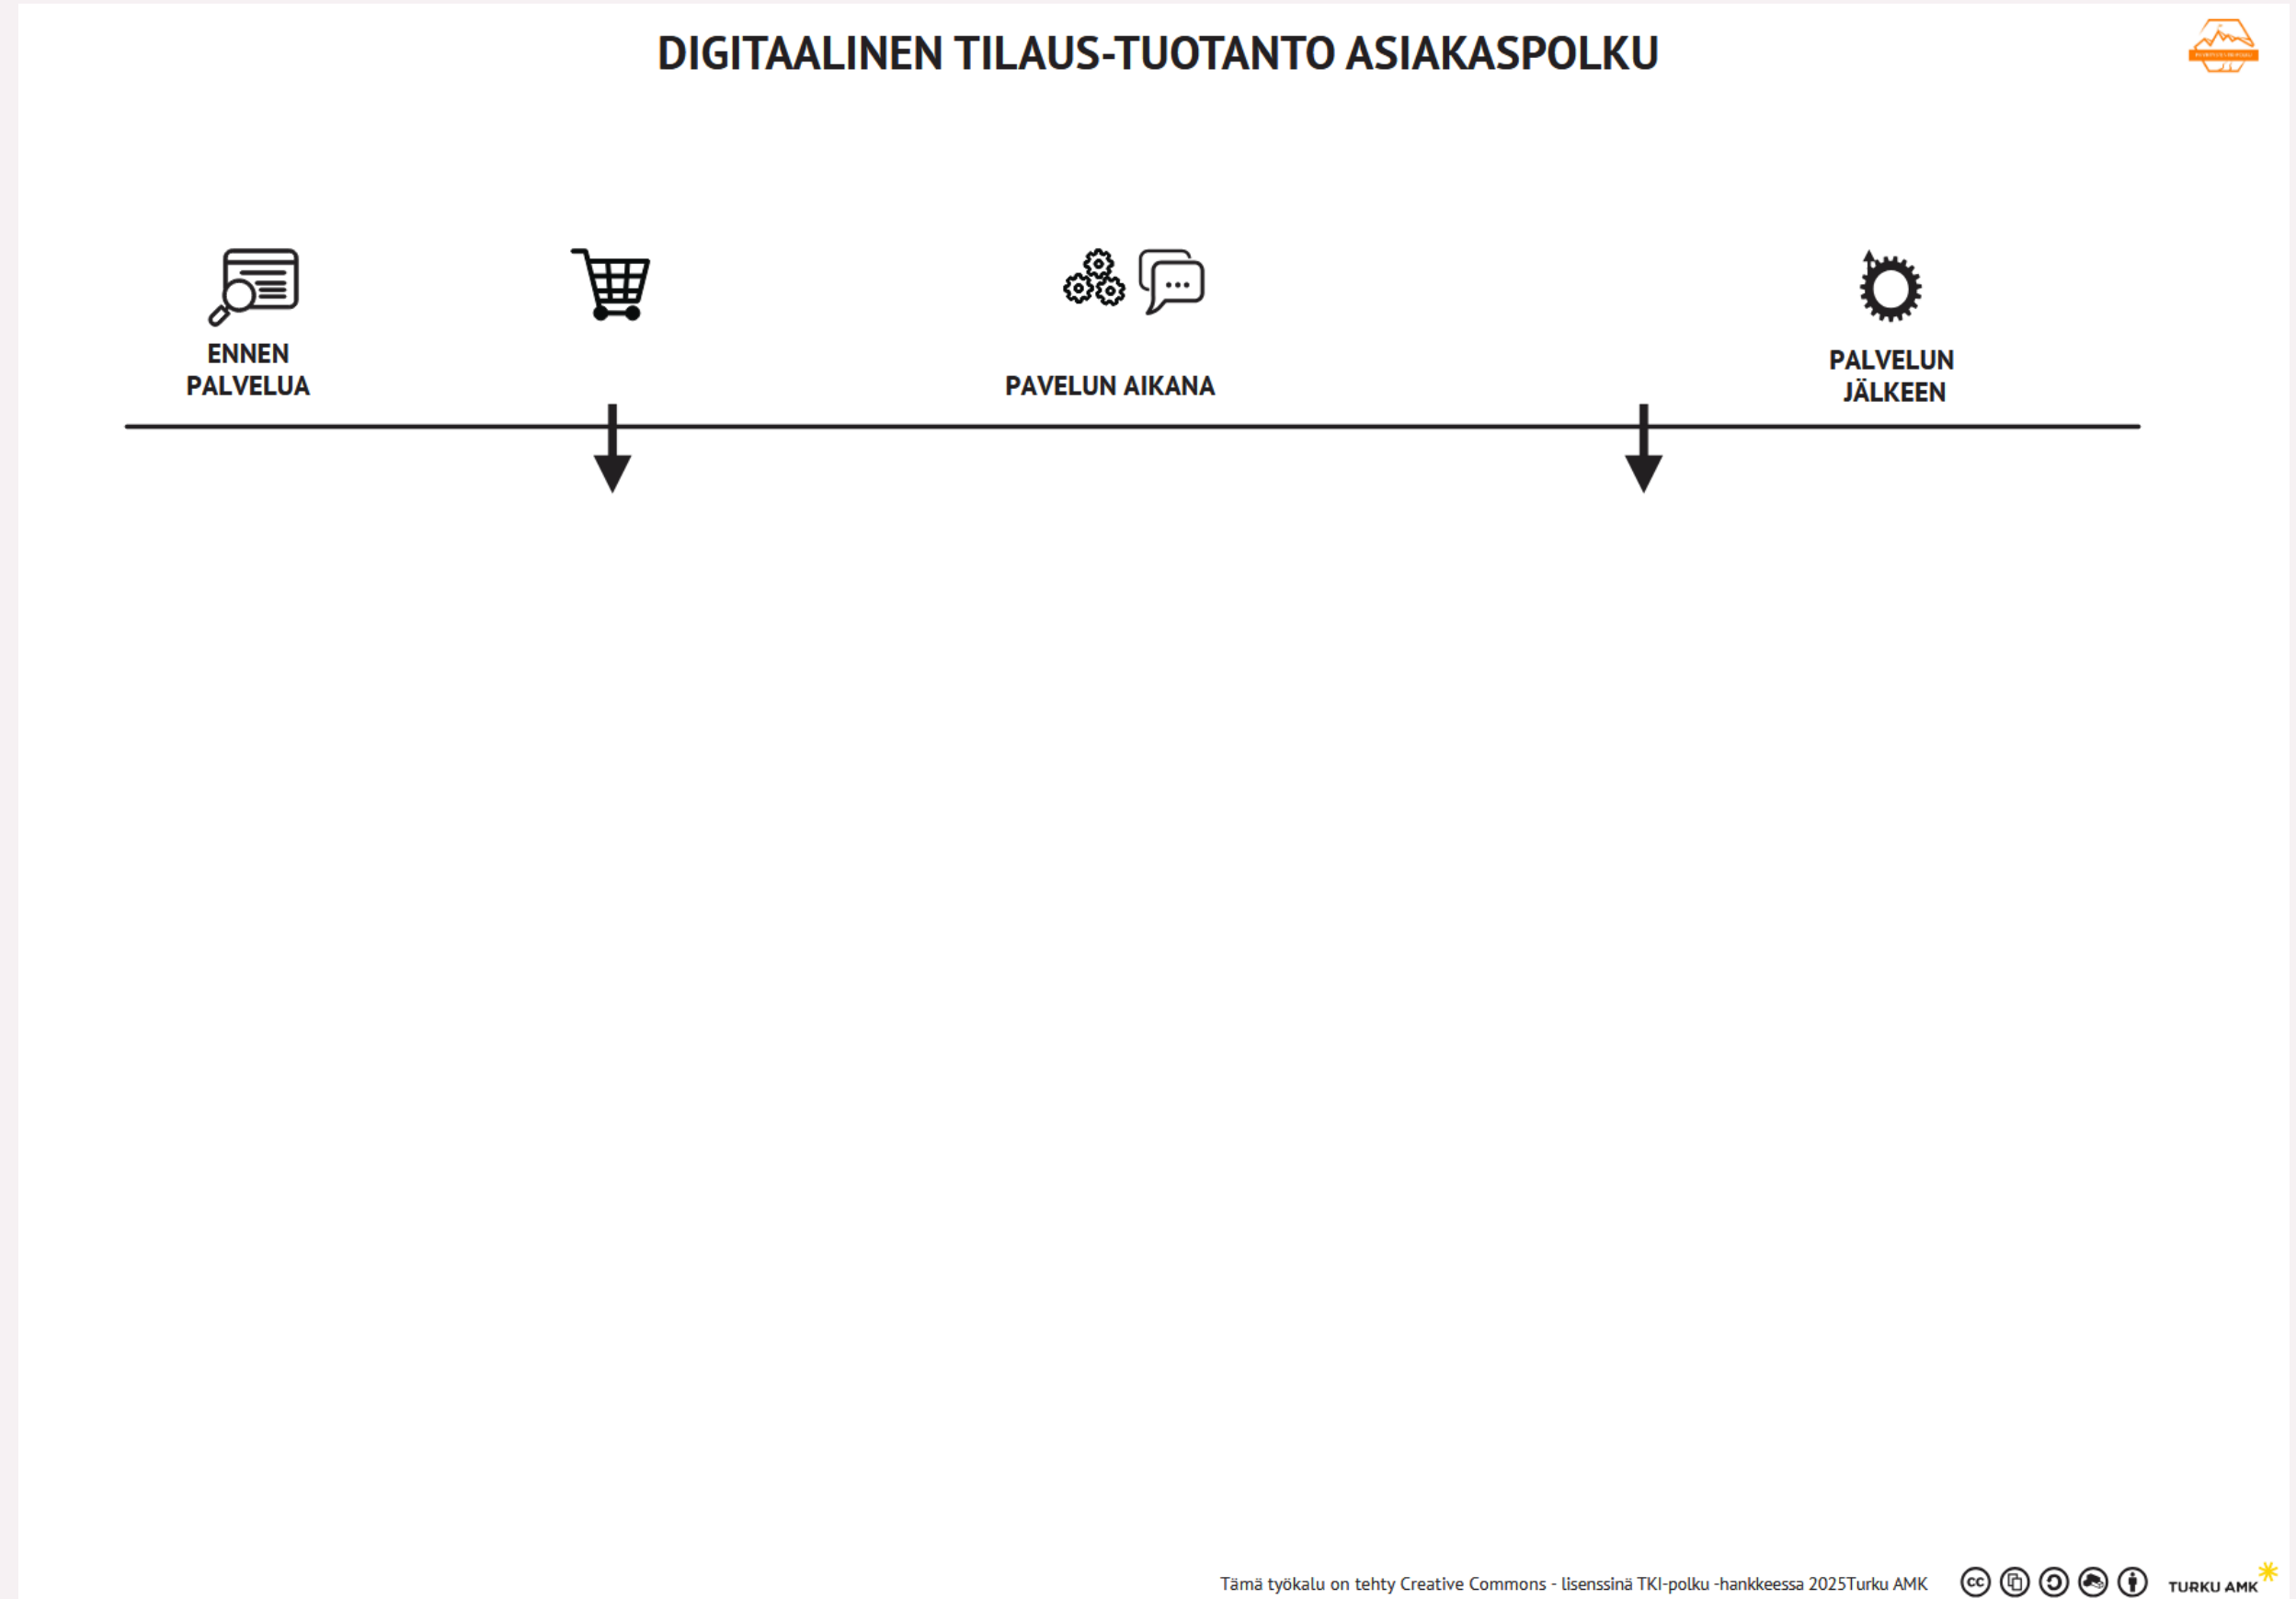 DIGITAALINEN TILAUS-TUOTANTO ASIAKASPOLKU
ENNEN
PALVELUA
PAVELUN AIKANA
PALVELUN
JÄLKEEN
Tämä työkalu on tehty Creative Commons - lisenssinä TKI-polku -hankkeessa 2025Turku AMK
cc
TURKU AMK